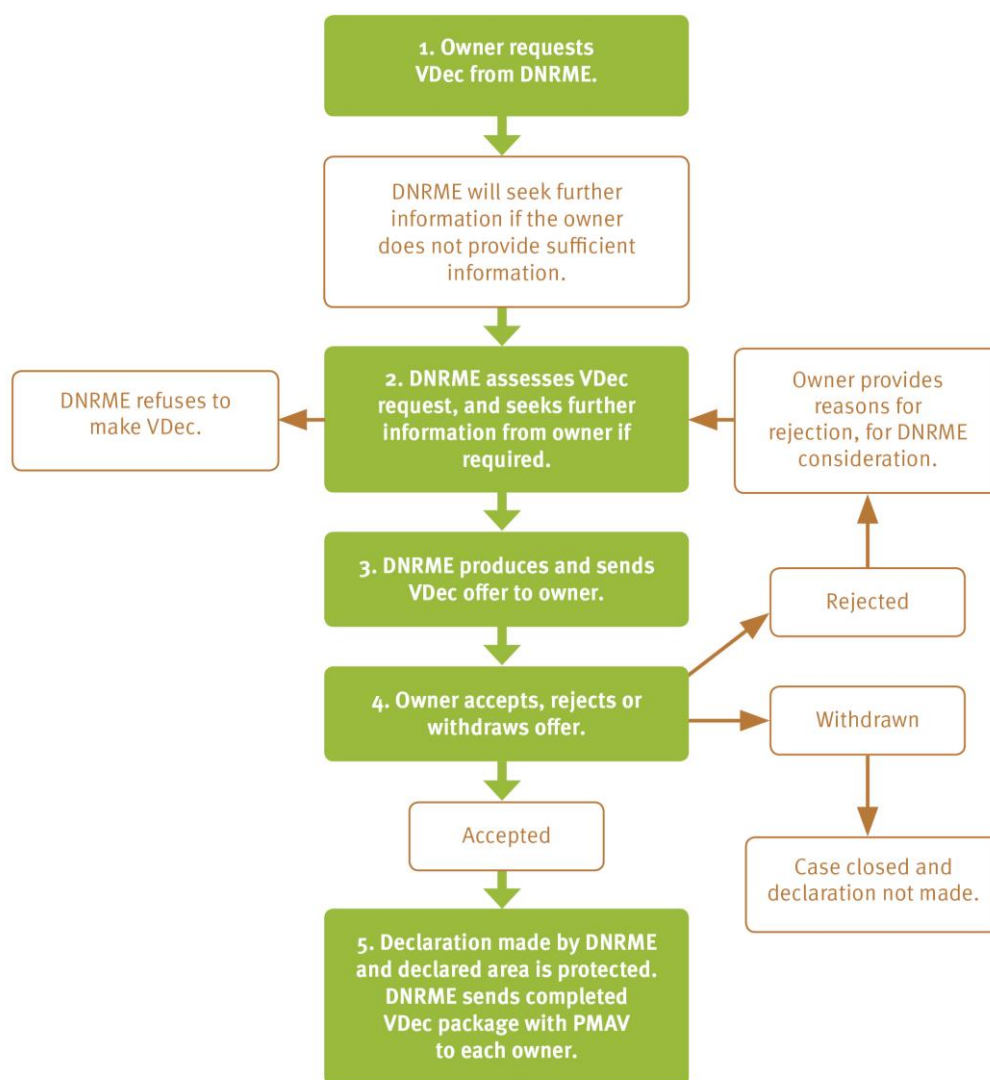 1. Owner requests
VDec from DNRME.
DNRME will seek further
information if the owner
does not provide sufficient
information.
2. DNRME assesses VDec
request, and seeks further
information from owner if
required.
DNRME refuses to
make VDec.
Owner provides
reasons for
rejection, for DNRME
consideration.
3. DNRME produces and sends
VDec offer to owner.
Rejected
4. Owner accepts, rejects or
withdraws offer.
Withdrawn
Accepted
Case closed and
declaration not made.
5. Declaration made by DNRME
and declared area is protected.
DNRME sends completed
VDec package with PMAV
to each owner.